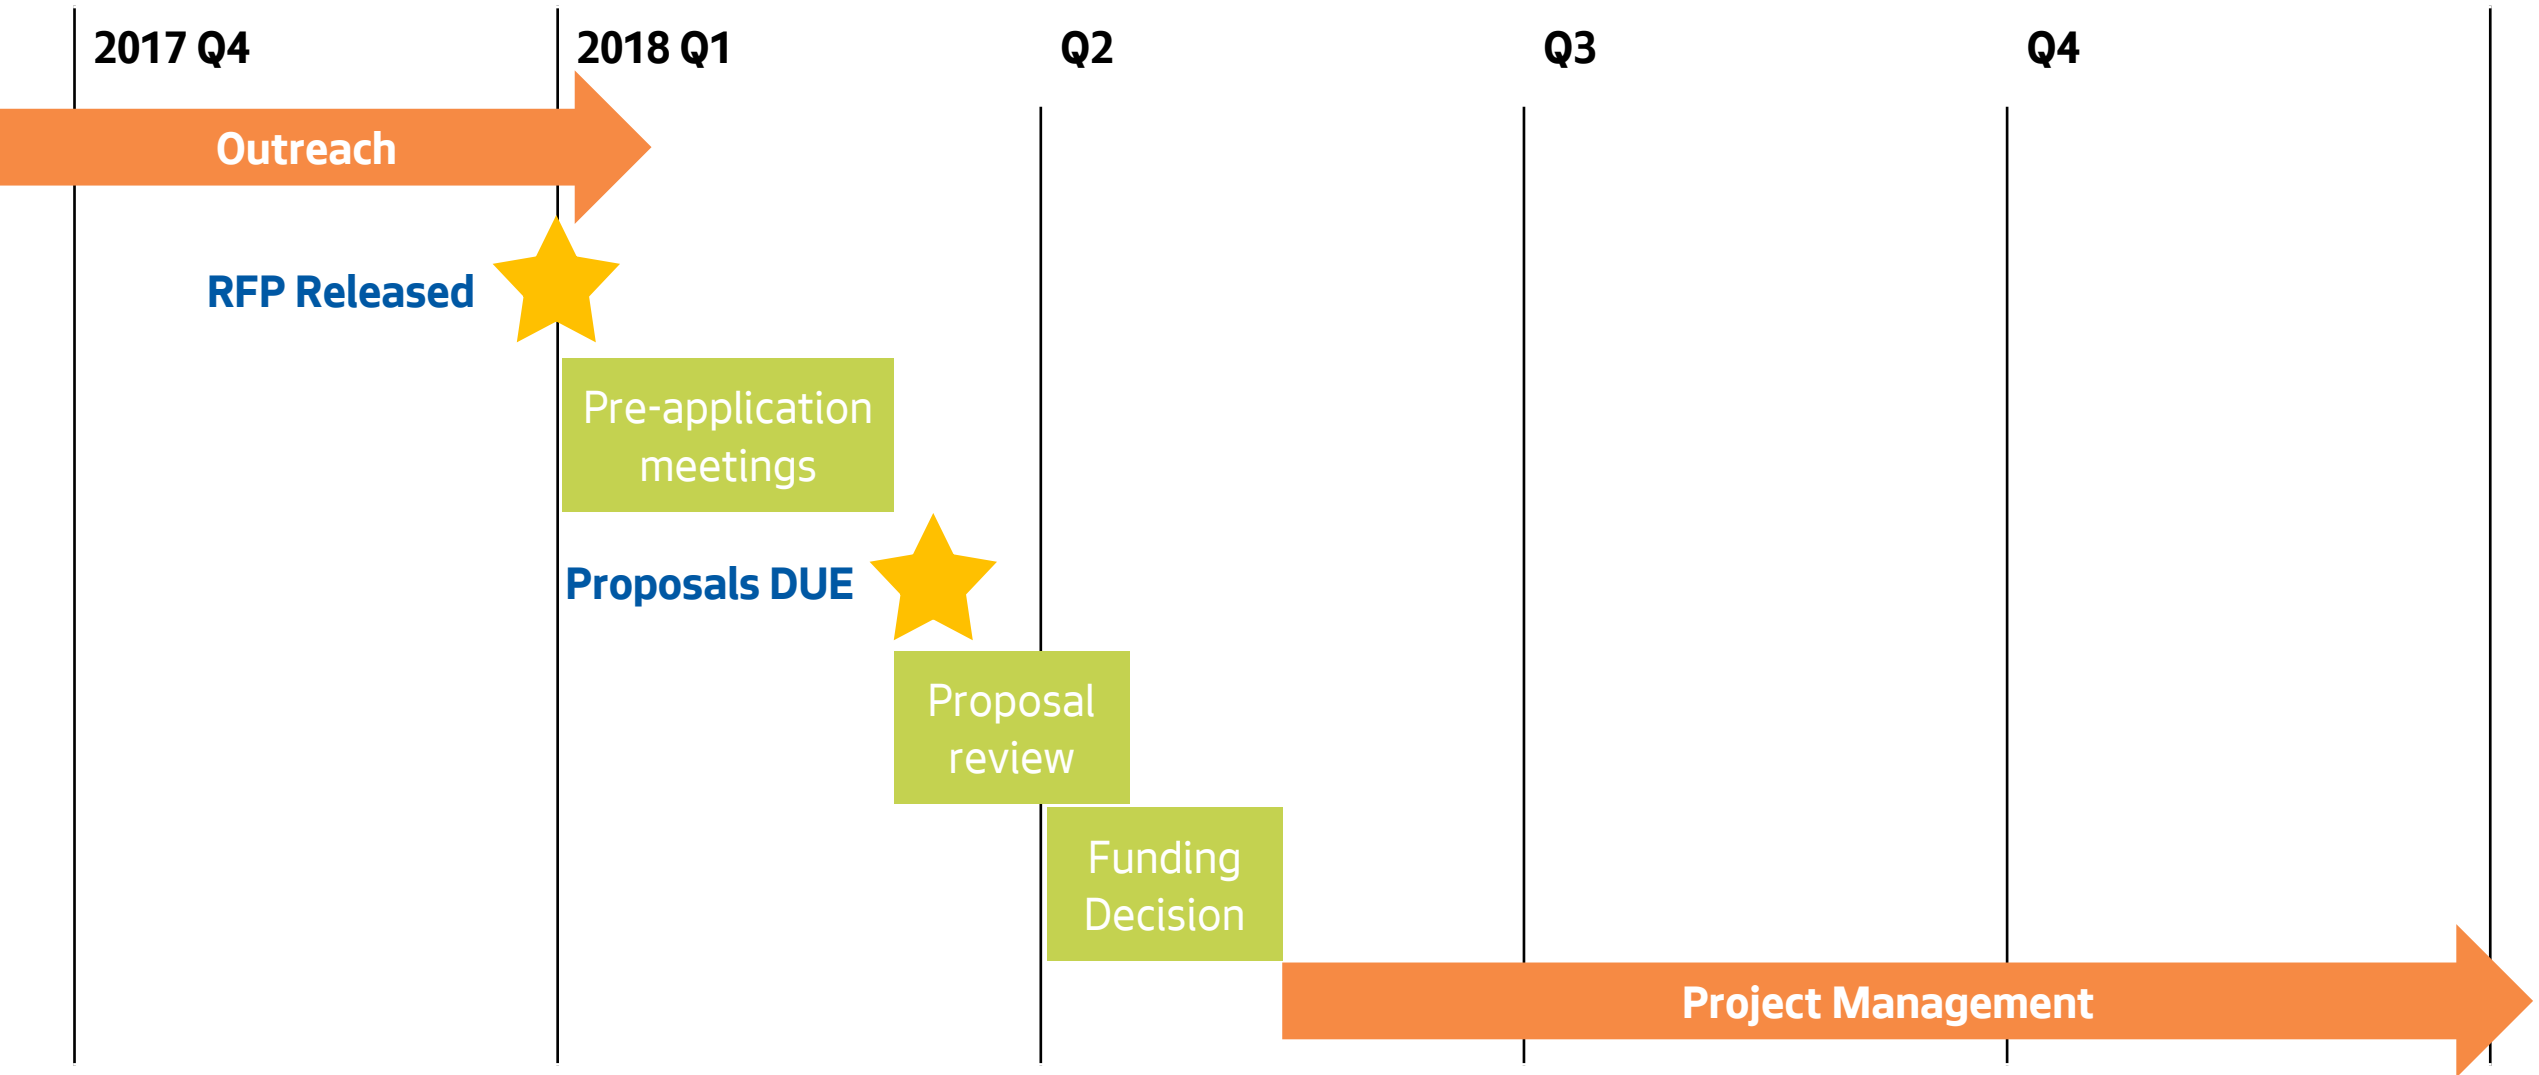 2017 Q4
2018 Q1
Q2
Q3
Q4
Outreach
RFP Released
Pre-application
meetings
Proposals DUE
Proposal
review
Funding
Decision
Project Management